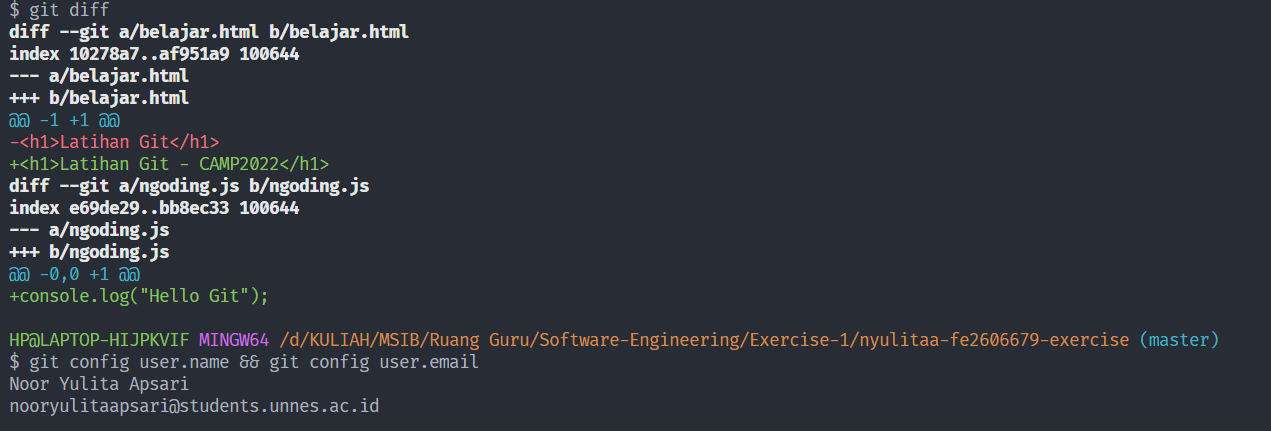 $ git diff
diff --git a/belajar.html b/belajar.html
index 10278a7..af951a9 100644
--- a/belajar.html
+++ b/belajar.html
@@ -1 +1 @@
-<h1>Latihan Git</h1>
+<h1>Latihan Git - CAMP2022</h1>
diff --git a/ngoding.js b/ngoding.js
index e69de29..bb8ec33 100644
--- a/ngoding.js
+++ b/ngoding.js
@@ -0,0 +1 @@
+console.log("Hello Git");
HP@LAPTOP-HIJPKVIF MINGW64 /d/KULIAH/MSIB/Ruang Guru/Software-Engineering/Exercise-1/nyulitaa-fe2606679-exercise (master)
$ git config user.name && git config user.email
Noor Yulita Apsari
nooryulitaapsari@students.unnes.ac.id